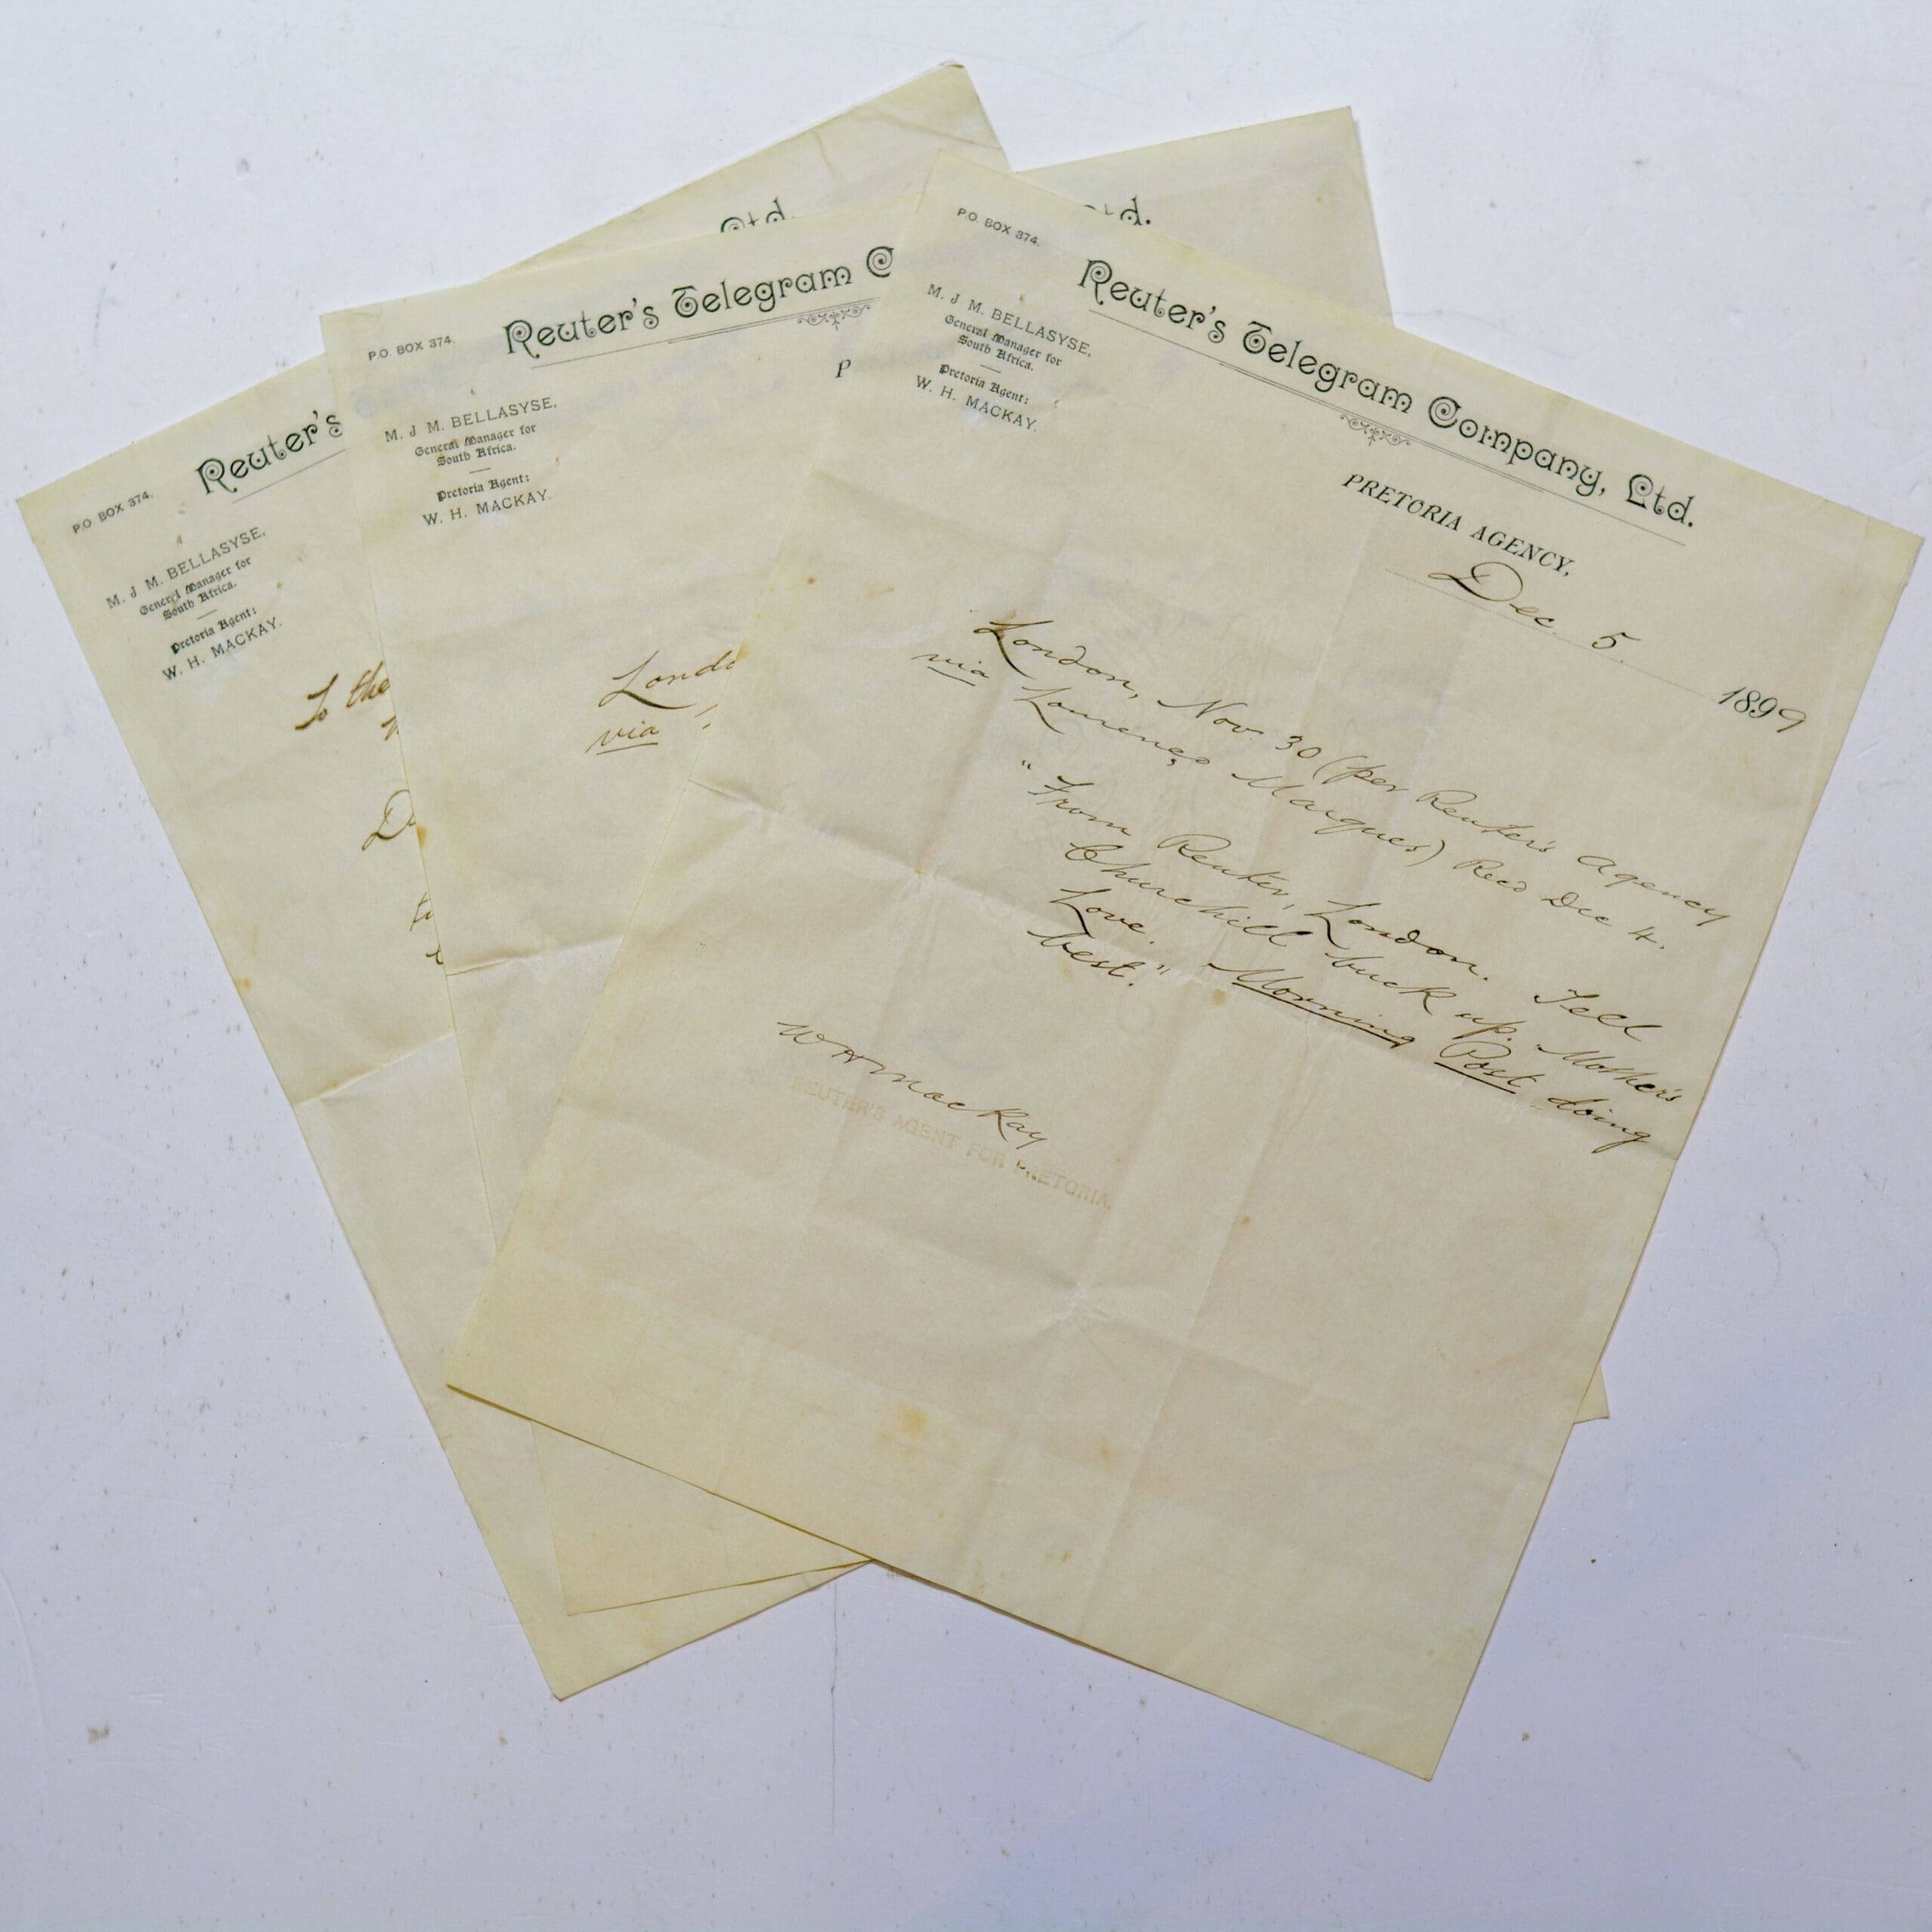 Ltd.
Ltd.
P.O. BOX 374.
Reuter's
M. J M. BELLASYSE,
General Manager for
South Africa.
Pretoria Agent:
W. H. MACKAY.
To the
P.O. BOX 374.
Reuter's Telegram C
P
M. J M. BELLASYSE,
General Manager for
South Africa.
Pretoria Agent:
W. H. MACKAY.
Londo
via
P.O. BOX 374.
Reuter's Telegram Company, Ltd.
M. J M. BELLASYSE,
General Manager for
South Africa.
Pretoria Agent:
W. H. MACKAY.
PRETORIA AGENCY,
Dec 5 1899
London, Nov 30 (per Reuter's Agency
via Lourenço Marques) Recd Dec 4.
"From Reuter, London. Tell
Churchill buck up. Mother's
Love. Morning Post doing
best."
WHMacKay
REUTER'S AGENT FOR PRETORIA.